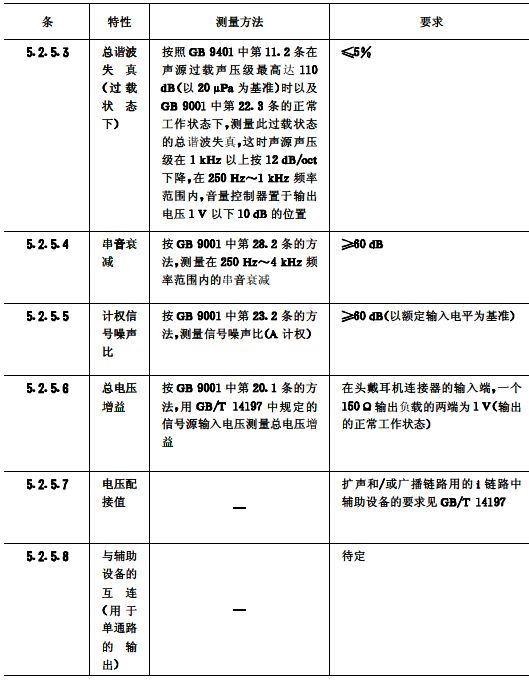 条 特性 测量方法 要求
5.2.5.3 总谐波 按照 GB 9401 中第 11.2 条在 ≤5%
失真 声源过载声压级最高达 110
(过载 dB(以 20 μPa 为基准)时以及
状态 GB 9001 中第 22.3 条的正常
下) 工作状态下,测量此过载状态
的总谐波失真,这时声源声压
级在 1 kHz 以上按 12 dB/oct
下降,在 250 Hz~1 kHz 频率
范围内,音量控制器置于输出
电压 1 V 以下 10 dB 的位置
5.2.5.4 串音衰 按 GB 9001 中第 28.2 条的方 ≥60 dB
减 法,测量在 250 Hz~4 kHz 频
率范围内的串音衰减
5.2.5.5 计权信 按 GB 9001 中第 23.2 条的方 ≥60 dB(以额定输入电平为基准)
号噪声 法,测量信号噪声比(A 计权)
比
5.2.5.6 总电压 按 GB 9001 中第 20.1 条的方 在头戴耳机连接器的输入端,一个
增益 法,用 GB/T 14197 中规定的 150 Ω 输出负载的两端为 1 V(输出
信号源输入电压测量总电压增 的正常工作状态)
益
5.2.5.7 电压配 — 扩声和/或广播链路用的 i 链路中
接值 辅助设备的要求见 GB/T 14197
5.2.5.8 与辅助 — 待定
设备的
互连
(用于
单通路
的输
出)